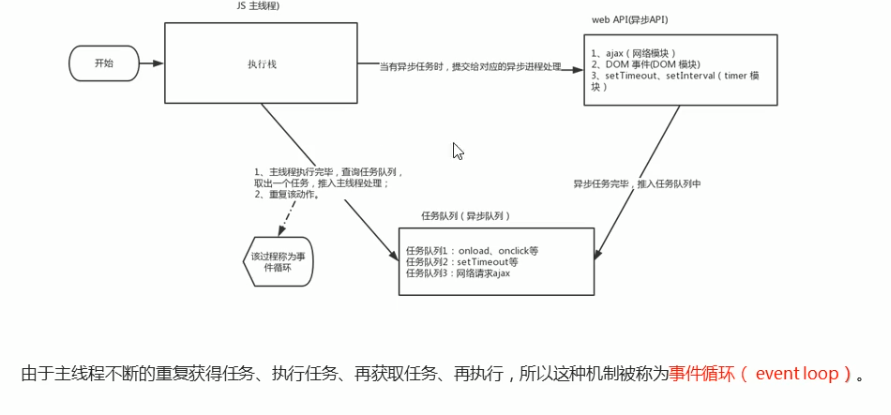 JS 主线程)
web API(异步API)
开始
执行栈
当有异步任务时，提交给对应的异步进程处理
1、ajax（网络模块）
2、DOM 事件(DOM 模块)
3、setTimeout、setInterval（timer 模
块）
1、主线程执行完毕，查询任务队列，
取出一个任务，推入主线程处理；
2、重复该动作。
异步任务完毕，推入任务队列中
任务队列（异步队列）
该过程称为事
件循环
任务队列1：onload、onclick等
任务队列2：setTimeout等
任务队列3：网络请求ajax
由于主线程不断的重复获得任务、执行任务、再获取任务、再执行，所以这种机制被称为事件循环（ event loop）。